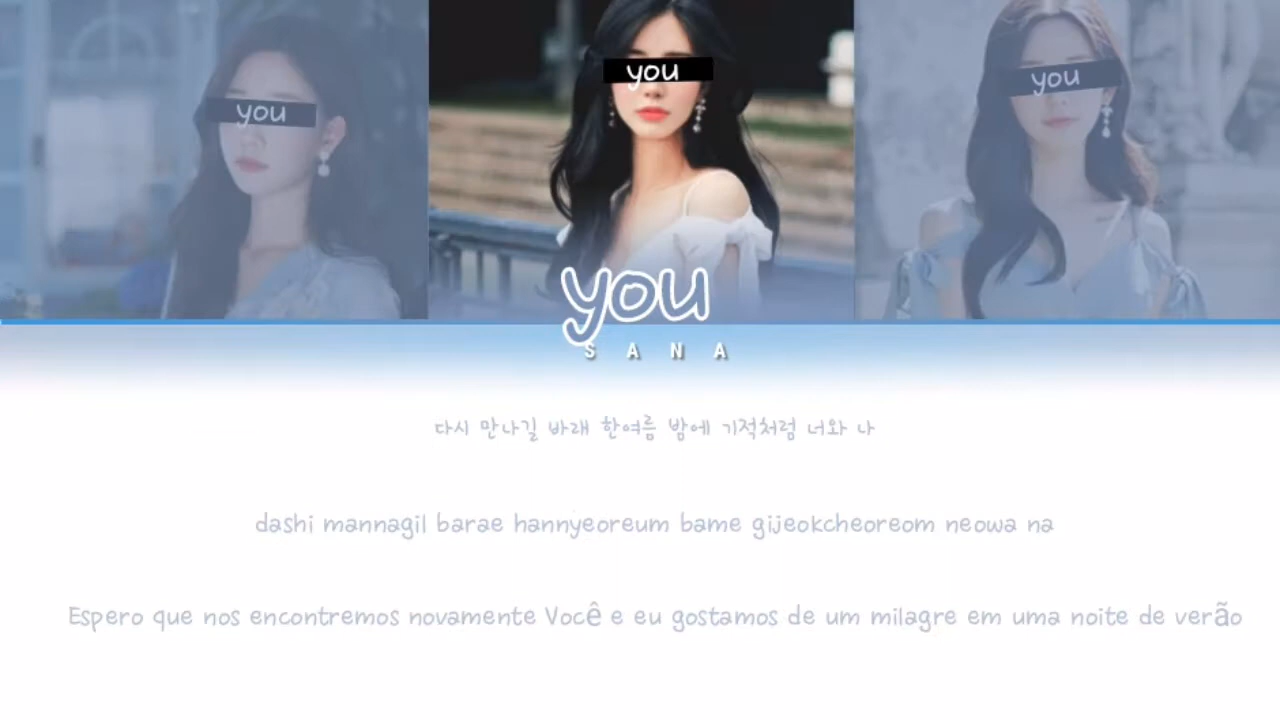 you
you
you
you
SANA
다시 만나길 바래 한여름 밤에 기적처럼 너와 나
dashi mannagil barae hannyeoreum bame gijeokcheoreom neowa na
Espero que nos encontremos novamente Você e eu gostamos de um milagre em uma noite de verão